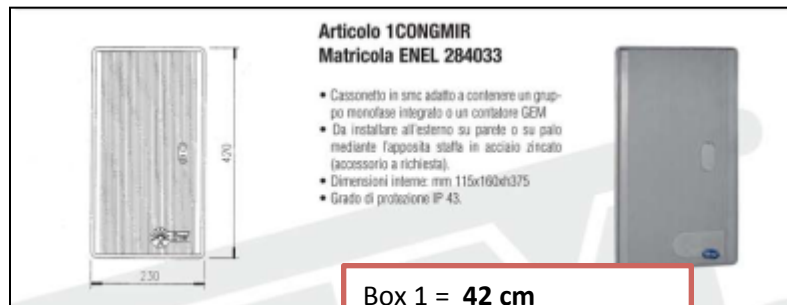 Articolo 1CONGMIR
Matricola ENEL 284033
• Cassonetto in smc adatto a contenere un grup-
po monofase integrato o un contatore GEM
• Da installare all'esterno su parete o su palo
mediante l'apposita staffa in acciaio zincato
(accessorio a richiesta).
• Dimensioni interne: mm 115x160xh375
• Grado di protezione IP 43.
420
230
Box 1 = 42 cm